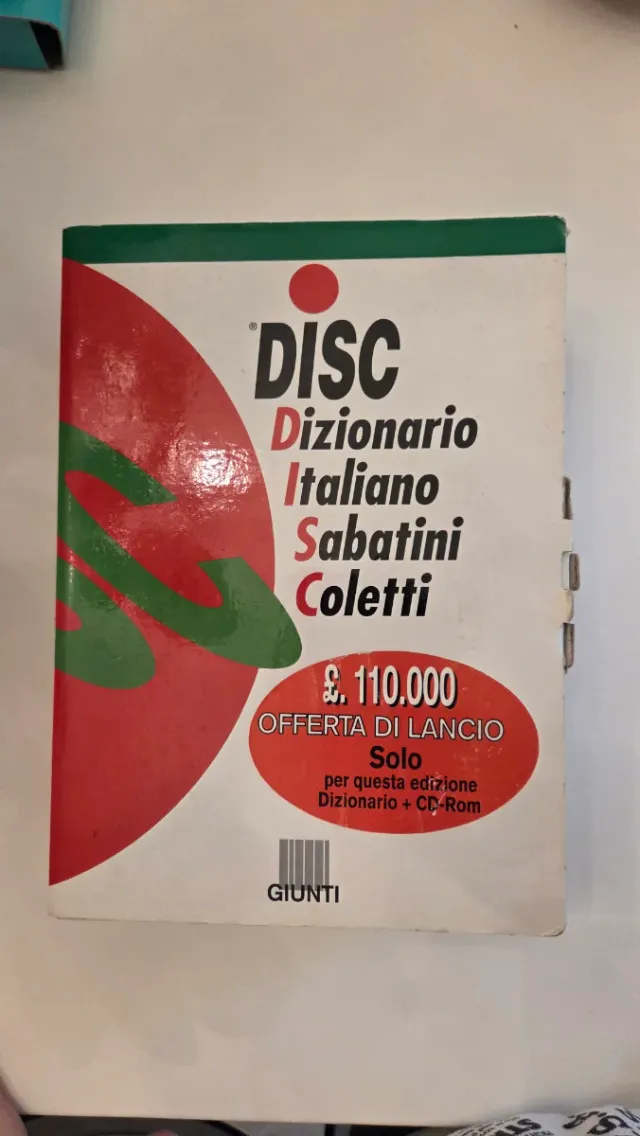 ® DISC
Dizionario
Italiano
Sabatini
Coletti
£. 110.000
OFFERTA DI LANCIO
Solo
per questa edizione
Dizionario + CD-Rom
GIUNTI